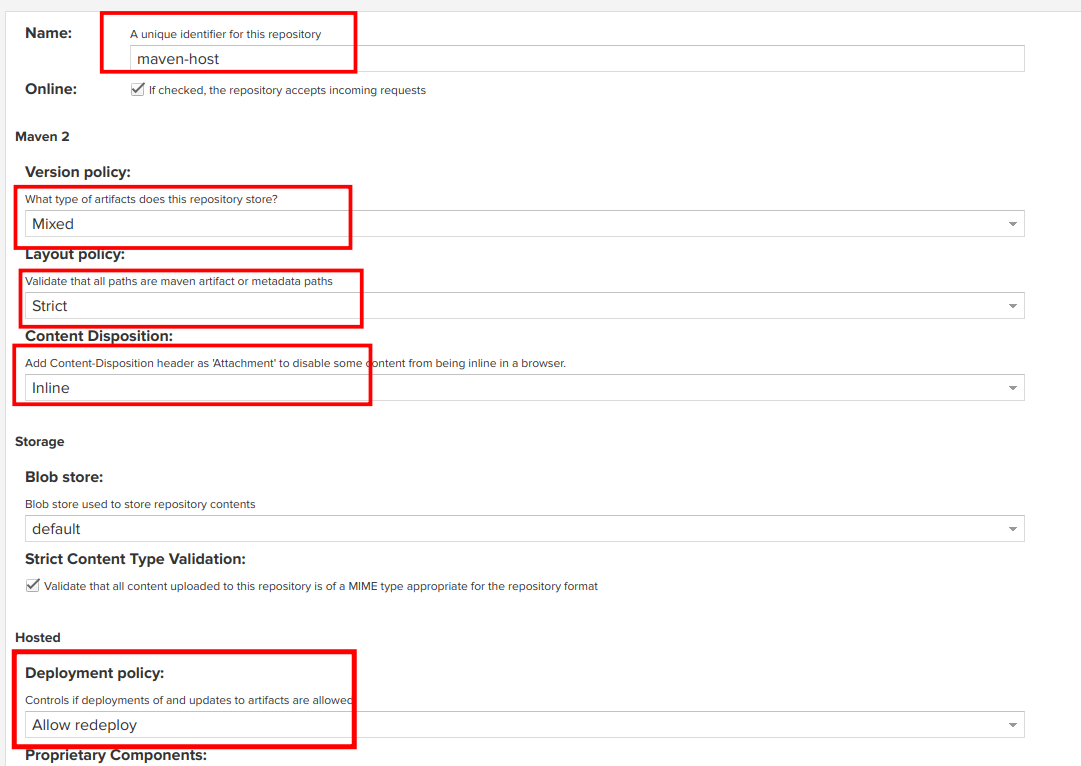 Name:
A unique identifier for this repository
maven-host
Online:
If checked, the repository accepts incoming requests
Maven 2
Version policy:
What type of artifacts does this repository store?
Mixed
Layout policy:
Validate that all paths are maven artifact or metadata paths
Strict
Content Disposition:
Add Content-Disposition header as 'Attachment' to disable some content from being inline in a browser.
Inline
Storage
Blob store:
Blob store used to store repository contents
default
Strict Content Type Validation:
Validate that all content uploaded to this repository is of a MIME type appropriate for the repository format
Hosted
Deployment policy:
Controls if deployments of and updates to artifacts are allowed
Allow redeploy
Proprietary Components: